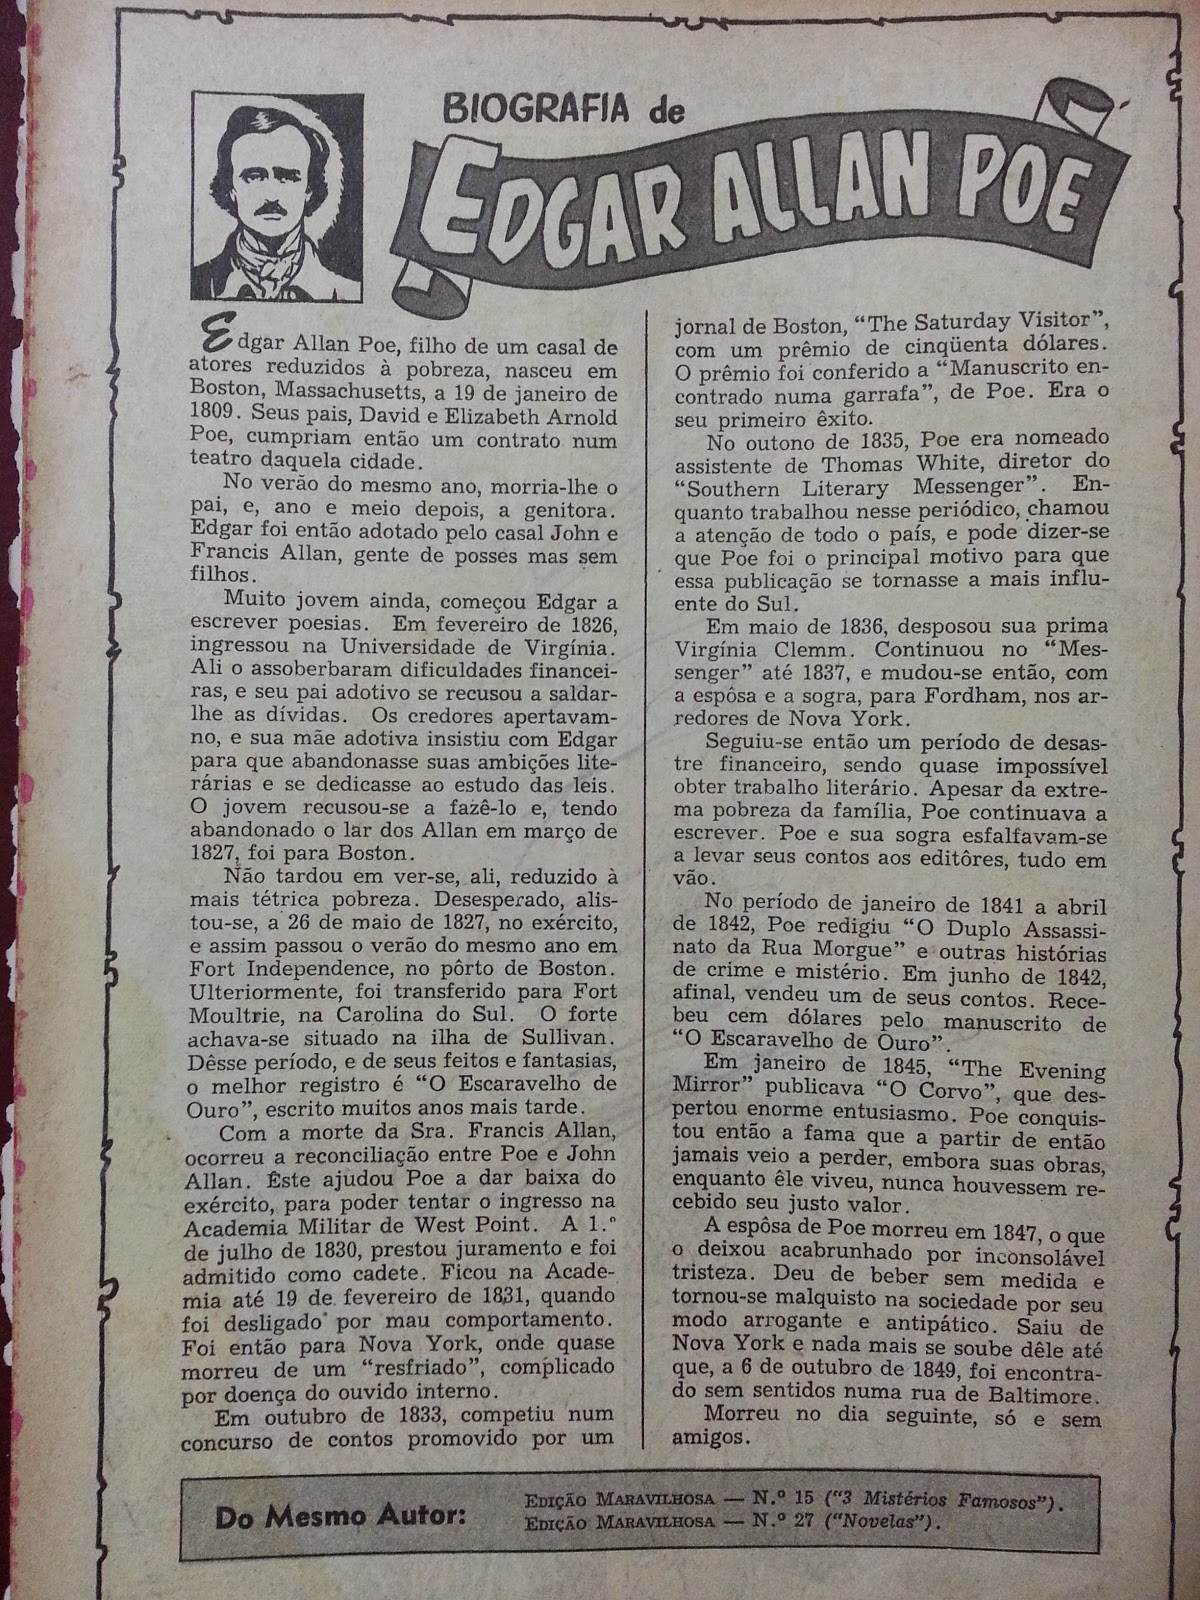 BIOGRAFIA de
EDGAR ALLAN POE
Edgar Allan Poe, filho de um casal de
atores reduzidos à pobreza, nasceu em
Boston, Massachusetts, a 19 de janeiro de
1809. Seus pais, David e Elizabeth Arnold
Poe, cumpriam então um contrato num
teatro daquela cidade.
No verão do mesmo ano, morria-lhe o
pai, e, ano e meio depois, a genitora.
Edgar foi então adotado pelo casal John e
Francis Allan, gente de posses mas sem
filhos.
Muito jovem ainda, começou Edgar a
escrever poesias. Em fevereiro de 1826,
ingressou na Universidade de Virgínia.
Ali o assoberbaram dificuldades financei-
ras, e seu pai adotivo se recusou a saldar-
lhe as dívidas. Os credores apertavam-
no, e sua mãe adotiva insistiu com Edgar
para que abandonasse suas ambições lite-
rárias e se dedicasse ao estudo das leis.
O jovem recusou-se a fazê-lo e, tendo
abandonado o lar dos Allan em março de
1827, foi para Boston.
Não tardou em ver-se, ali, reduzido à
mais tétrica pobreza. Desesperado, alis-
tou-se, a 26 de maio de 1827, no exército,
e assim passou o verão do mesmo ano em
Fort Independence, no pôrto de Boston.
Ulteriormente, foi transferido para Fort
Moultrie, na Carolina do Sul. O forte
achava-se situado na ilha de Sullivan.
Dêsse período, e de seus feitos e fantasias,
o melhor registro é “O Escaravelho de
Ouro”, escrito muitos anos mais tarde.
Com a morte da Sra. Francis Allan,
ocorreu a reconciliação entre Poe e John
Allan. Êste ajudou Poe a dar baixa do
exército, para poder tentar o ingresso na
Academia Militar de West Point. A 1.º
de julho de 1830, prestou juramento e foi
admitido como cadete. Ficou na Acade-
mia até 19 de fevereiro de 1831, quando
foi desligado por mau comportamento.
Foi então para Nova York, onde quase
morreu de um “resfriado”, complicado
por doença do ouvido interno.
Em outubro de 1833, competiu num
concurso de contos promovido por um
jornal de Boston, “The Saturday Visitor”,
com um prêmio de cinqüenta dólares.
O prêmio foi conferido a “Manuscrito en-
contrado numa garrafa”, de Poe. Era o
seu primeiro êxito.
No outono de 1835, Poe era nomeado
assistente de Thomas White, diretor do
“Southern Literary Messenger”. En-
quanto trabalhou nesse periódico, chamou
a atenção de todo o país, e pode dizer-se
que Poe foi o principal motivo para que
essa publicação se tornasse a mais influ-
ente do Sul.
Em maio de 1836, desposou sua prima
Virgínia Clemm. Continuou no “Mes-
senger” até 1837, e mudou-se então, com
a espôsa e a sogra, para Fordham, nos ar-
redores de Nova York.
Seguiu-se então um período de desas-
tre financeiro, sendo quase impossível
obter trabalho literário. Apesar da extre-
ma pobreza da família, Poe continuava a
escrever. Poe e sua sogra esfalfavam-se
a levar seus contos aos editôres, tudo em
vão.
No período de janeiro de 1841 a abril
de 1842, Poe redigiu “O Duplo Assassi-
nato da Rua Morgue” e outras histórias
de crime e mistério. Em junho de 1842,
afinal, vendeu um de seus contos. Rece-
beu cem dólares pelo manuscrito de
“O Escaravelho de Ouro”.
Em janeiro de 1845, “The Evening
Mirror” publicava “O Corvo”, que des-
pertou enorme entusiasmo. Poe conquis-
tou então a fama que a partir de então
jamais veio a perder, embora suas obras,
enquanto êle viveu, nunca houvessem re-
cebido seu justo valor.
A espôsa de Poe morreu em 1847, o que
o deixou acabrunhado por inconsolável
tristeza. Deu de beber sem medida e
tornou-se malquisto na sociedade por seu
modo arrogante e antipático. Saiu de
Nova York e nada mais se soube dêle até
que, a 6 de outubro de 1849, foi encontra-
do sem sentidos numa rua de Baltimore.
Morreu no dia seguinte, só e sem
amigos.
Do Mesmo Autor:
EDIÇÃO MARAVILHOSA — N.º 15 (“3 Mistérios Famosos”).
EDIÇÃO MARAVILHOSA — N.º 27 (“Novelas”).